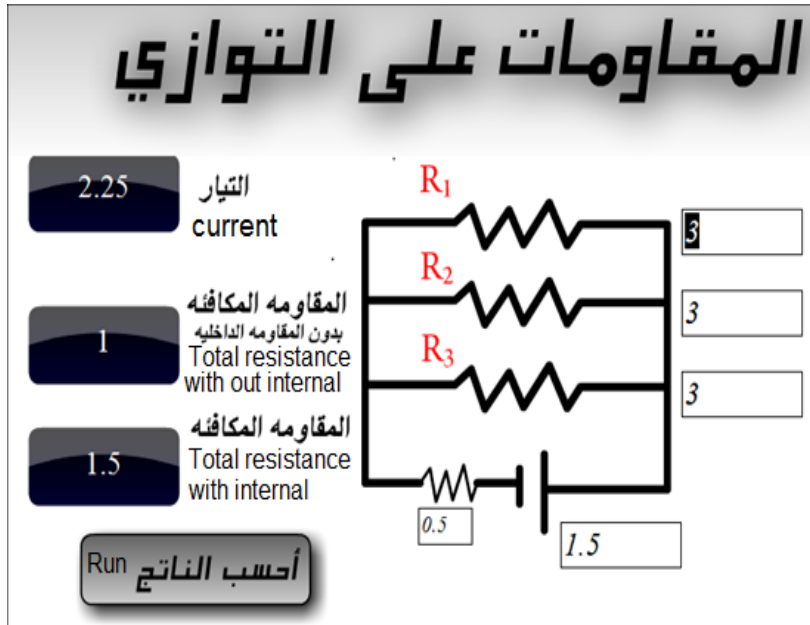 المقاومات على التوازي
2.25
التيار
current
R1
3
R2
3
R3
3
1
المقاومه المكافئه
بدون المقاومه الداخليه
Total resistance
with out internal
1.5
المقاومه المكافئه
Total resistance
with internal
0.5
1.5
Run أحسب الناتج